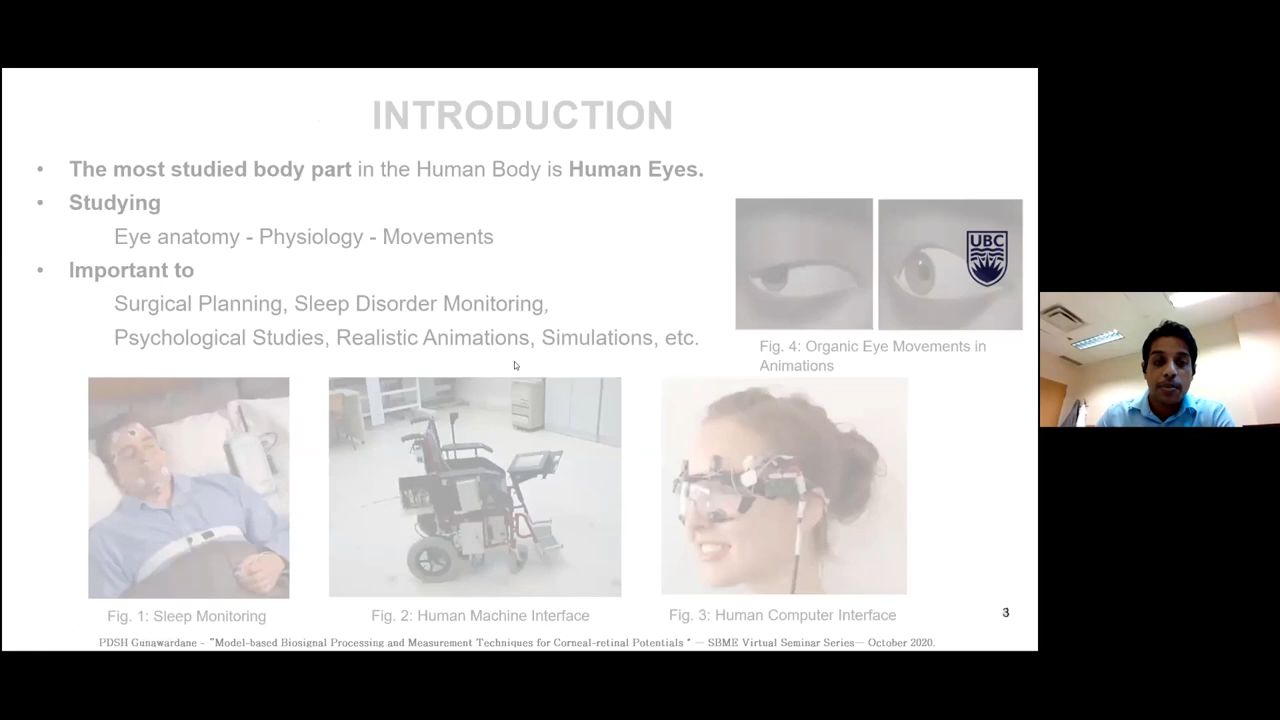 INTRODUCTION
• The most studied body part in the Human Body is Human Eyes.
• Studying
Eye anatomy - Physiology - Movements
• Important to
Surgical Planning, Sleep Disorder Monitoring,
Psychological Studies, Realistic Animations, Simulations, etc.
UBC
Fig. 4: Organic Eye Movements in
Animations
Fig. 1: Sleep Monitoring
Fig. 2: Human Machine Interface
Fig. 3: Human Computer Interface
3
PDSH Gunawardane - "Model-based Biosignal Processing and Measurement Techniques for Corneal-retinal Potentials " — SBME Virtual Seminar Series— October 2020.